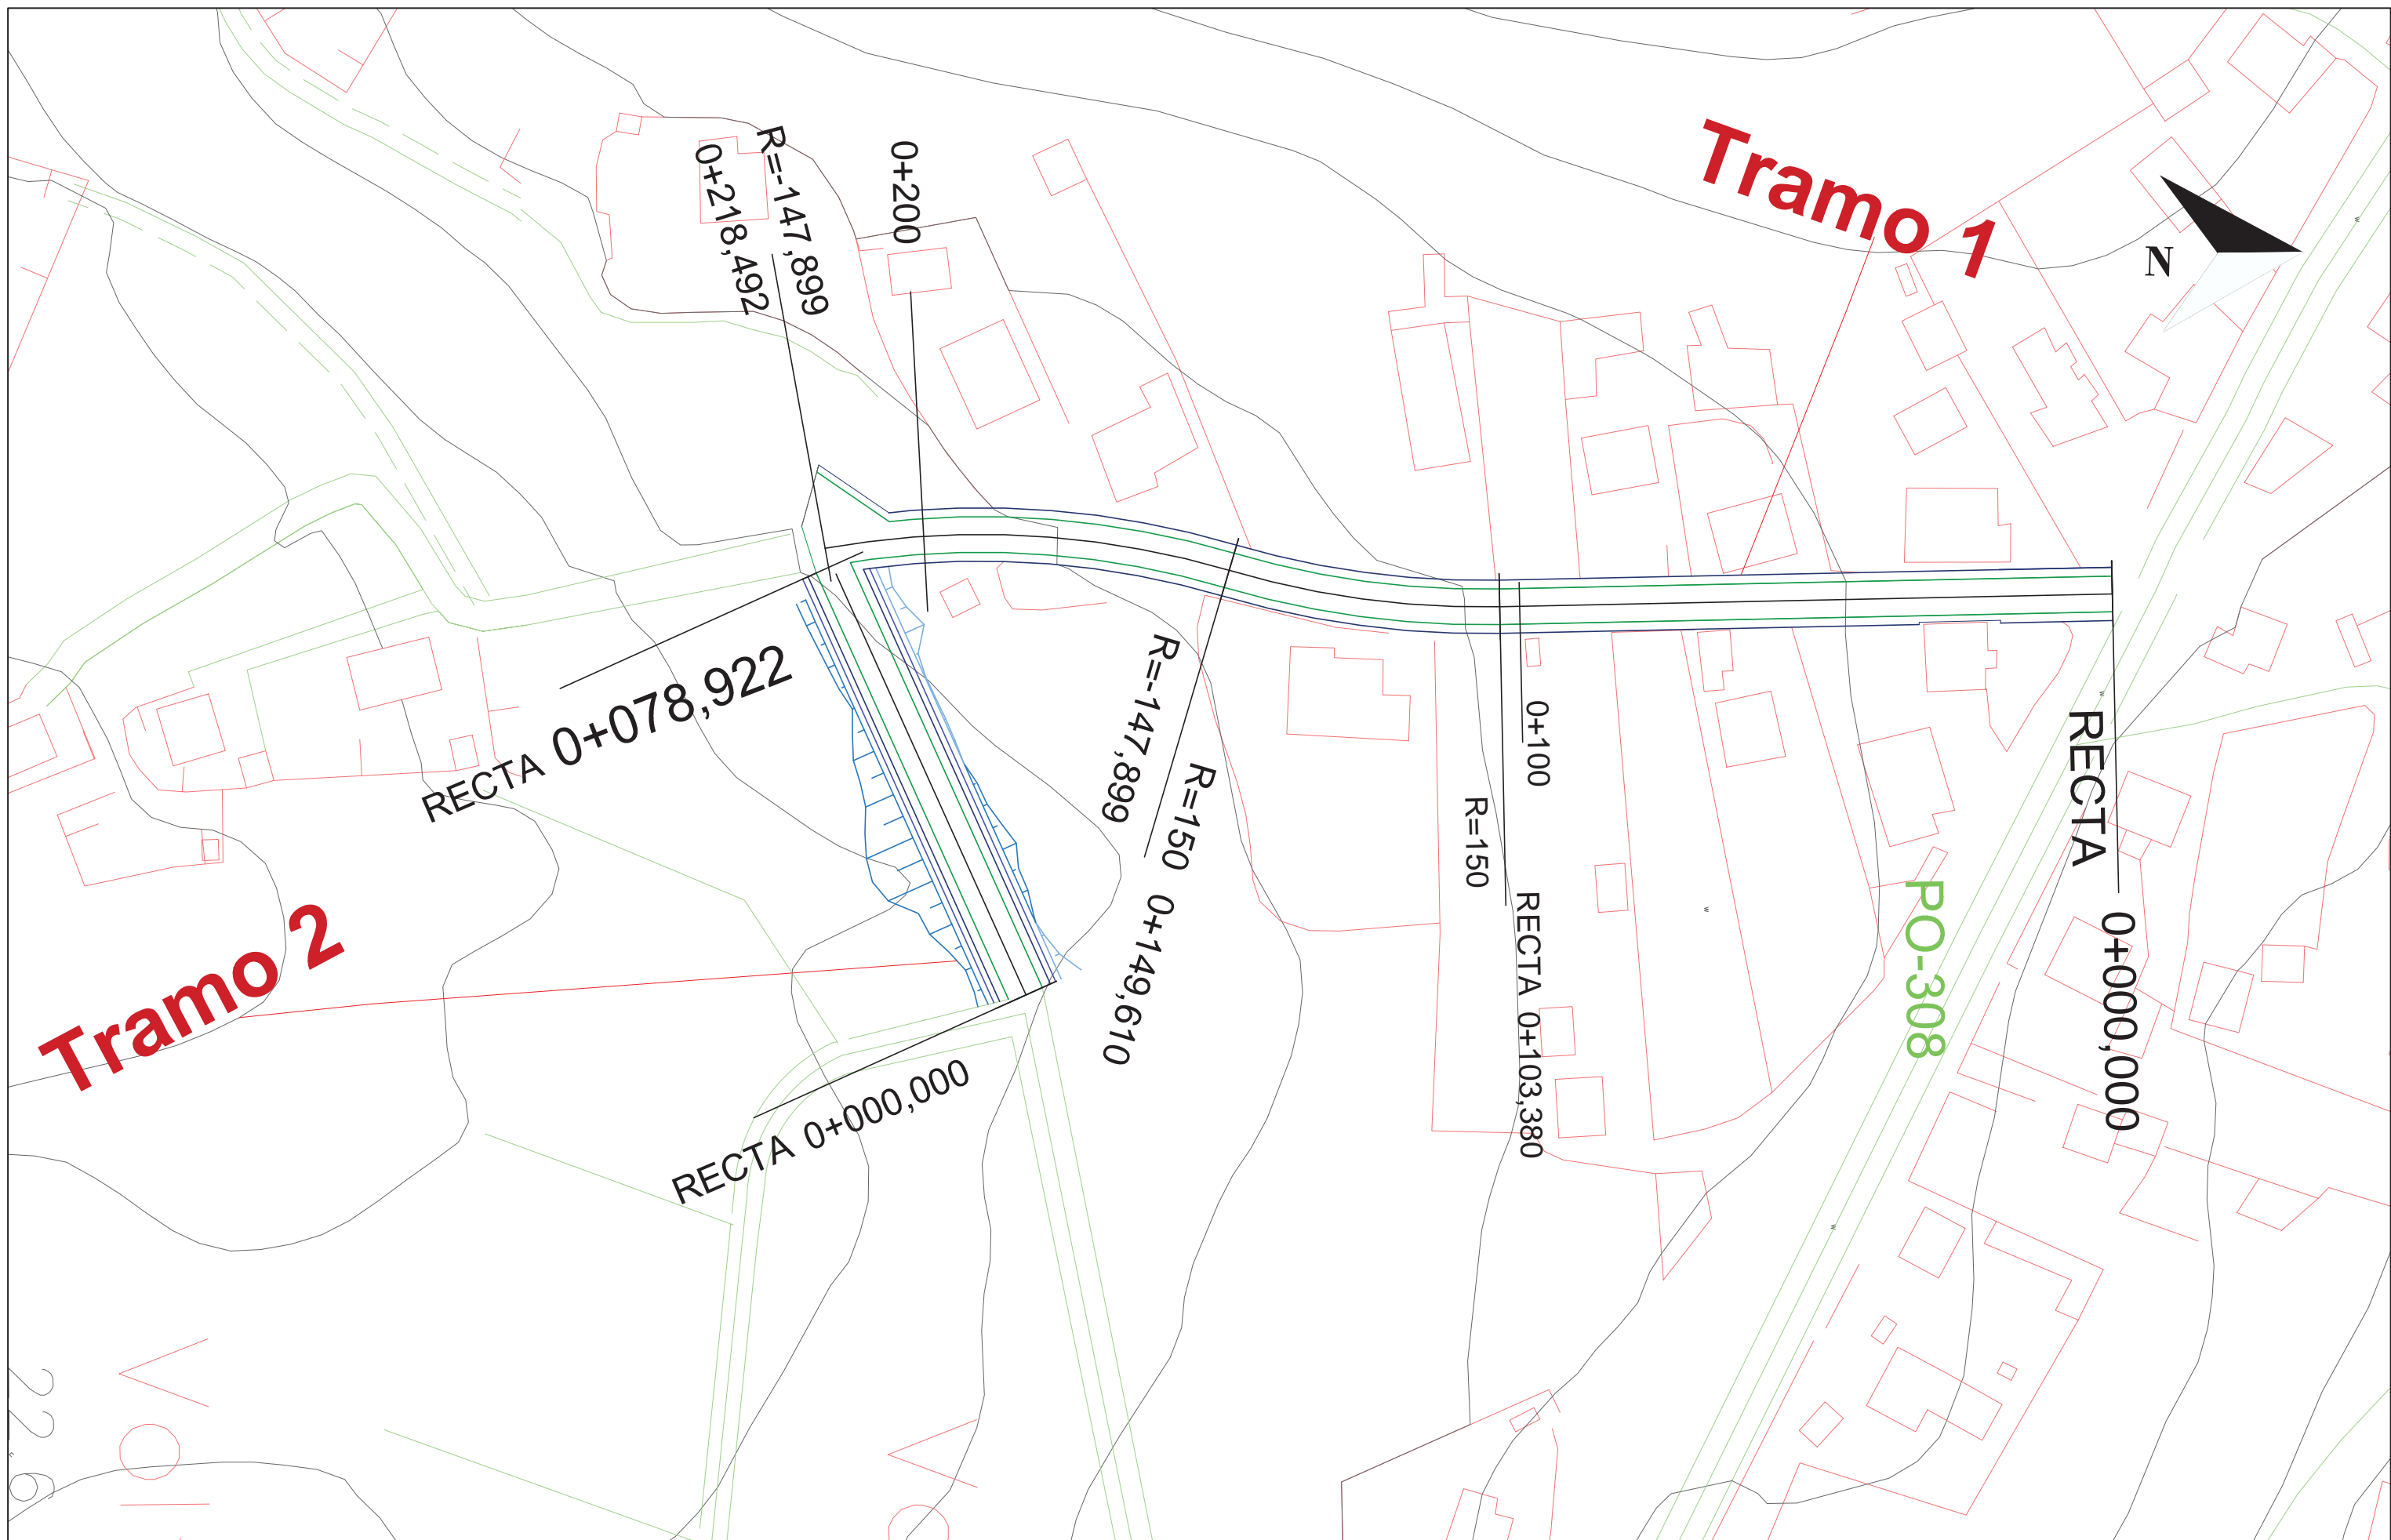 Tramo 1
N
R=-147,899
0+218,492
0+200
RECTA 0+078,922
R=-147,899
R=150 0+149,610
0+100
R=150
RECTA 0+103,380
RECTA
0+000,000
PO-308
Tramo 2
RECTA 0+000,000